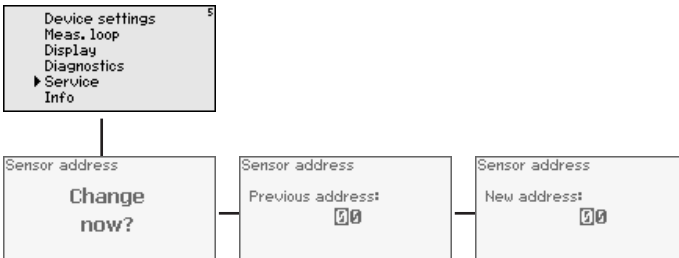 5
Device settings
Meas. loop
Display
Diagnostics
Service
Info
Sensor address
Change
now?
Sensor address
Previous address:
00
Sensor address
New address:
00